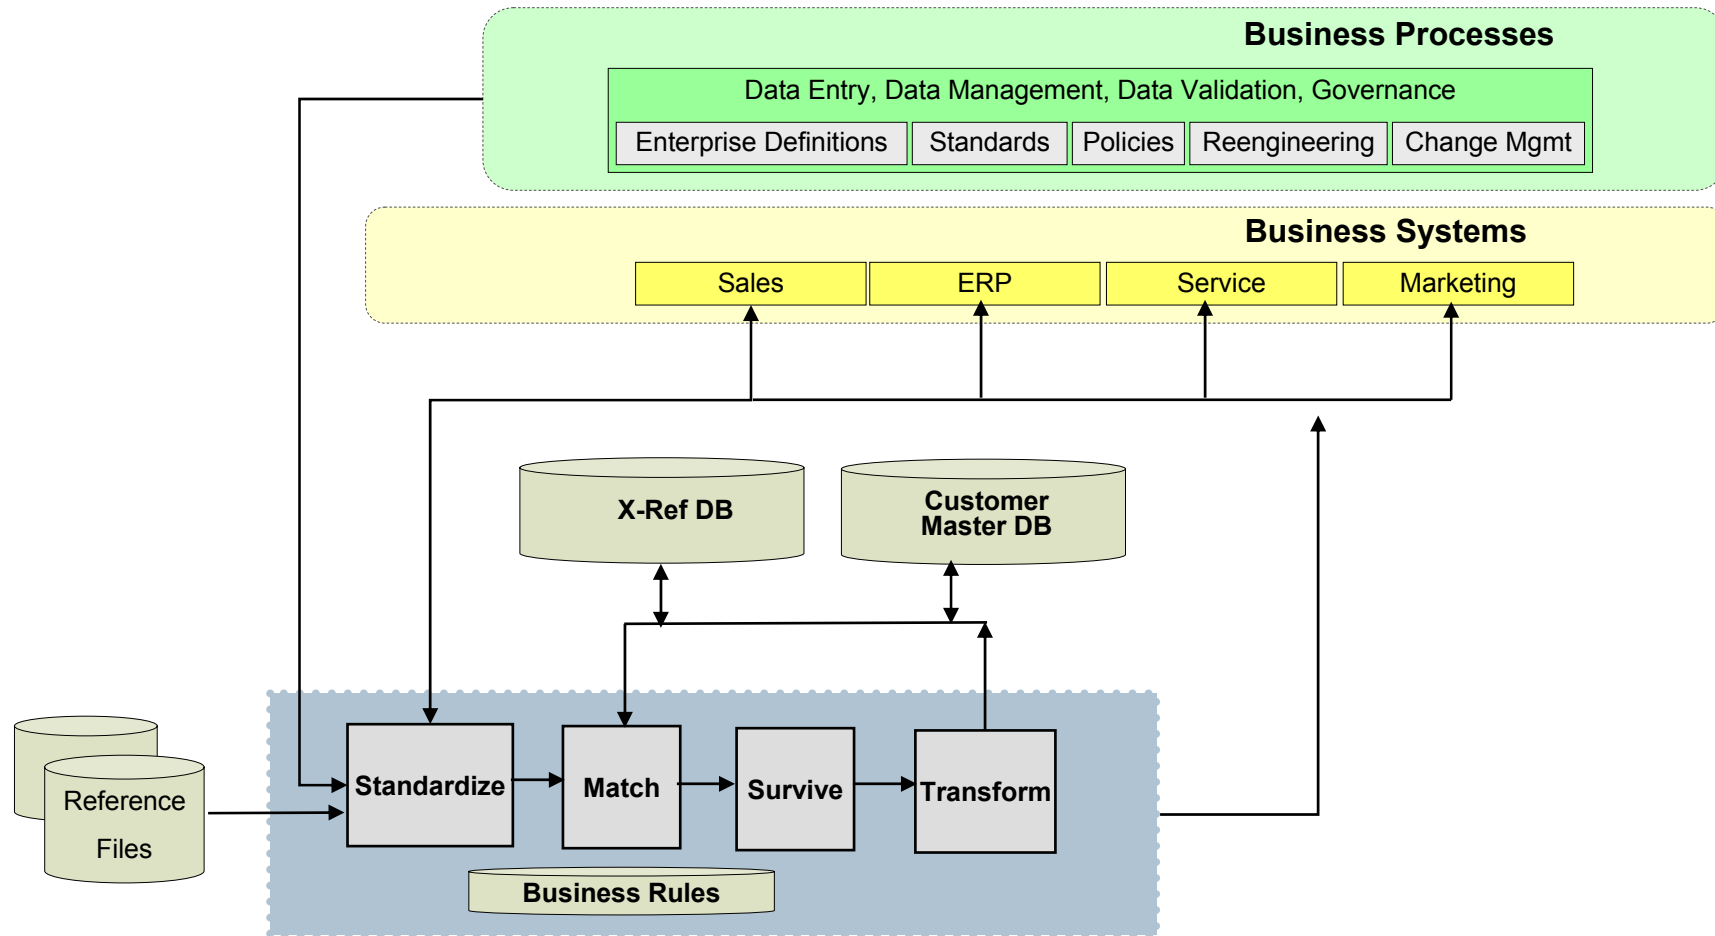 Business Processes
Data Entry, Data Management, Data Validation, Governance
Enterprise Definitions
Standards
Policies
Reengineering
Change Mgmt
Business Systems
Sales
ERP
Service
Marketing
X-Ref DB
Customer
Master DB
Standardize
Match
Survive
Transform
Reference
Files
Business Rules